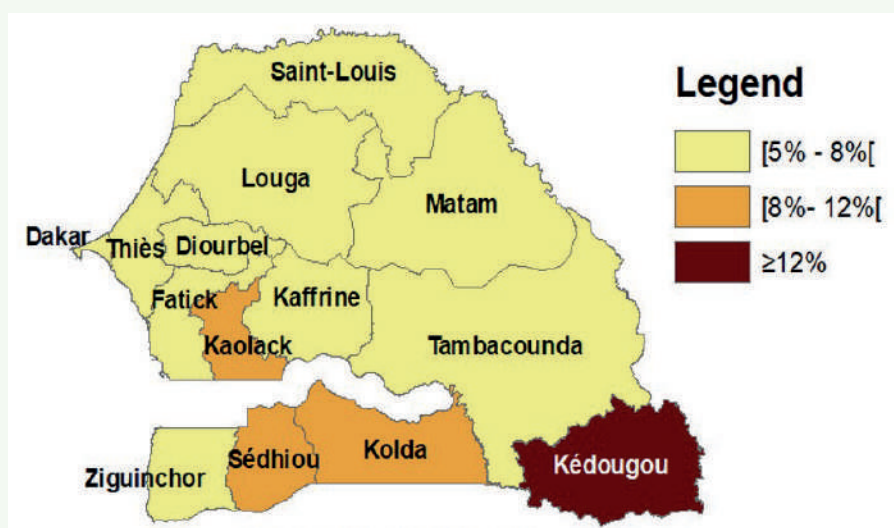 Saint-Louis
Louga
Matam
Dakar
Thiès
Diourbel
Fatick
Kaffrine
Kaolack
Tambacounda
Ziguinchor
Sédhiou
Kolda
Kédougou
Legend
[5% - 8%[
[8%- 12%[
≥12%